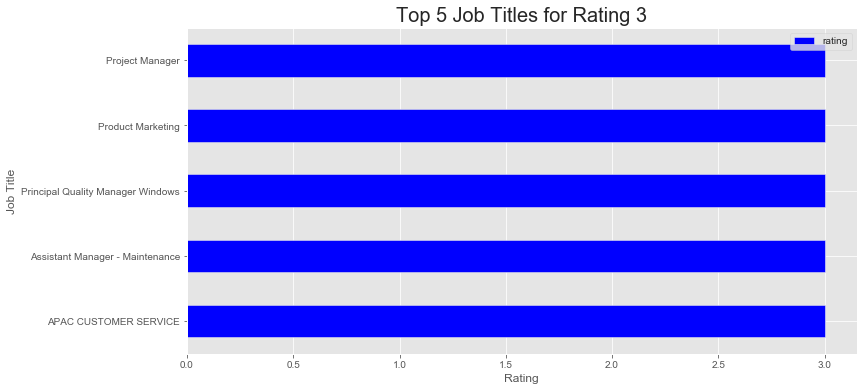 Top 5 Job Titles for Rating 3
rating
Project Manager
Product Marketing
Principal Quality Manager Windows
Assistant Manager - Maintenance
APAC CUSTOMER SERVICE
Job Title
0.0 0.5 1.0 1.5 2.0 2.5 3.0
Rating